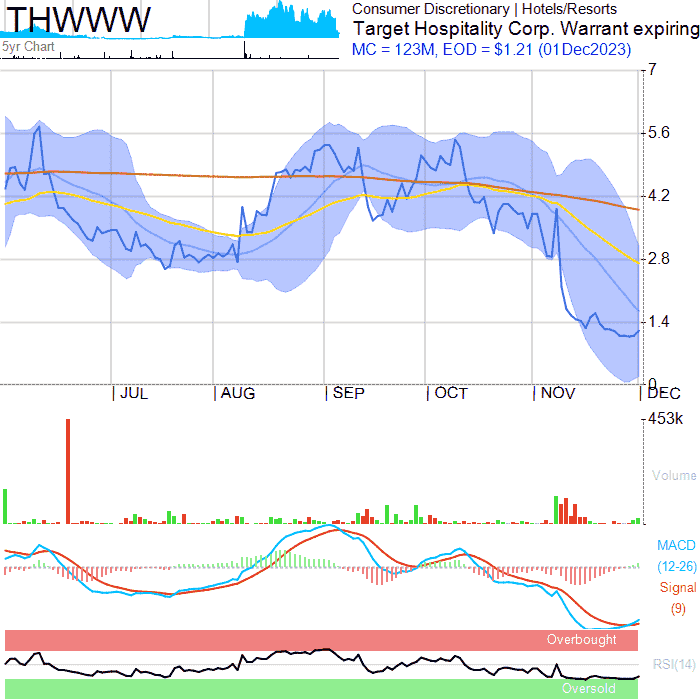 THWWW
Consumer Discretionary | Hotels/Resorts
Target Hospitality Corp. Warrant expiring
MC = 123M, EOD = $1.21 (01Dec2023)
5yr Chart
7
5.6
4.2
2.8
1.4
0
JUL
AUG
SEP
OCT
NOV
DEC
453k
Volume
MACD
(12-26)
Signal
(9)
Overbought
RSI(14)
Oversold